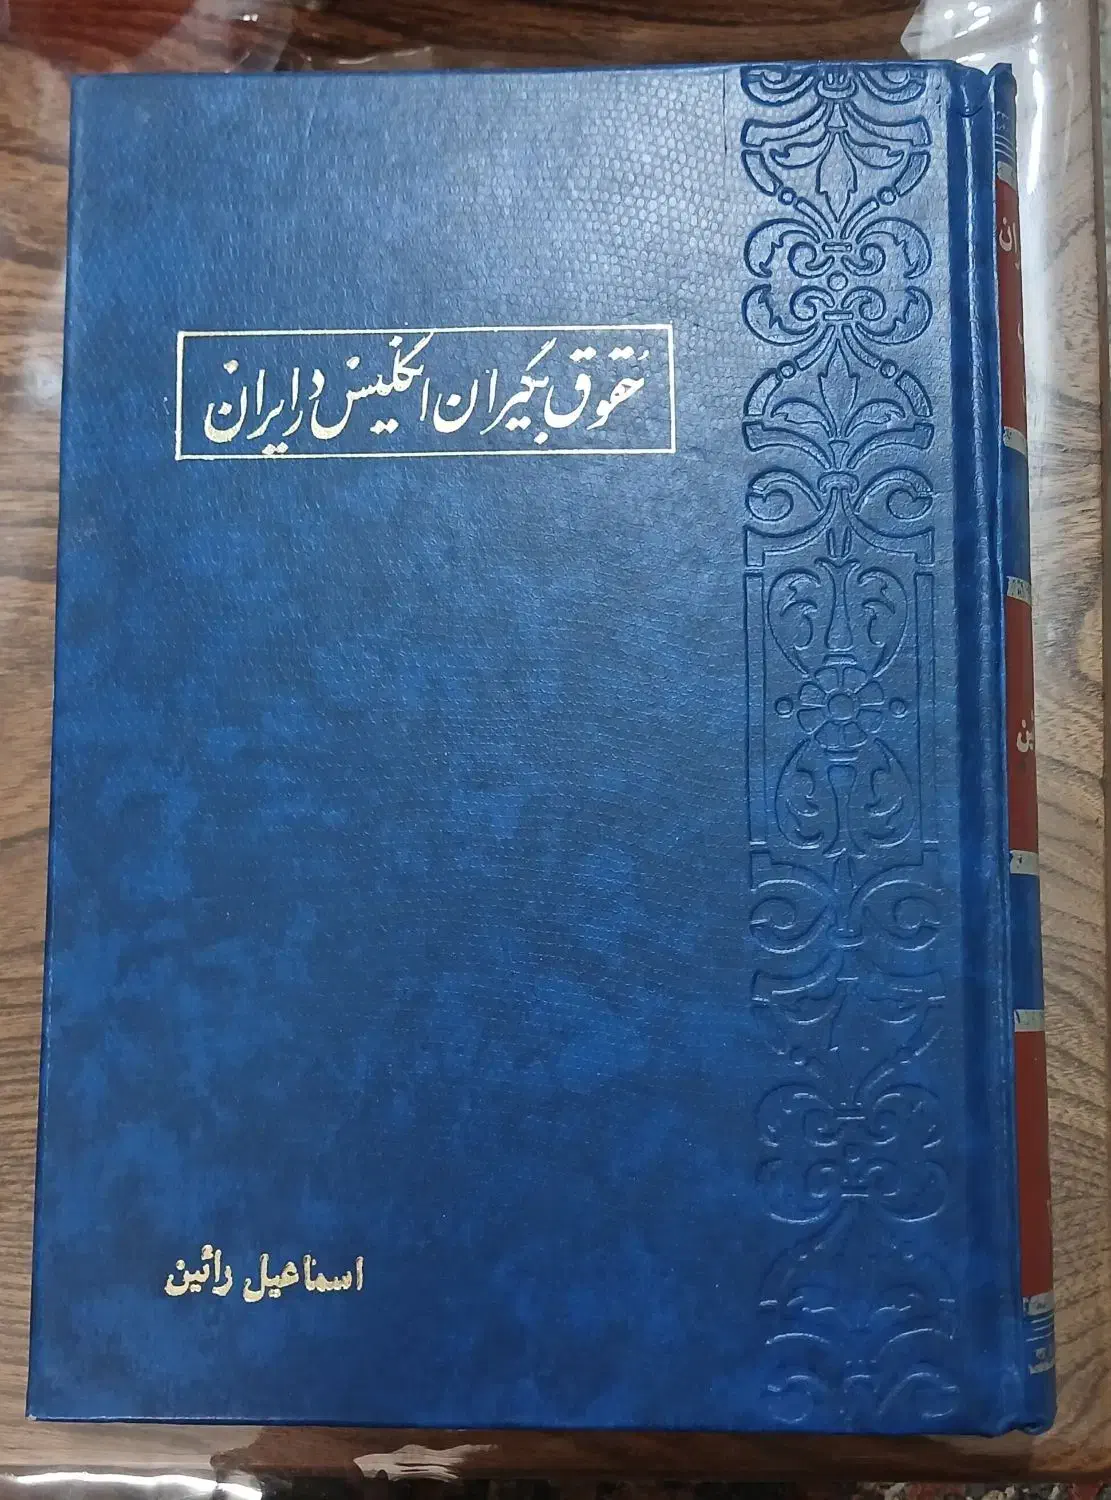 حقوق بگیران انگلیس در ایران
اسماعیل رائین